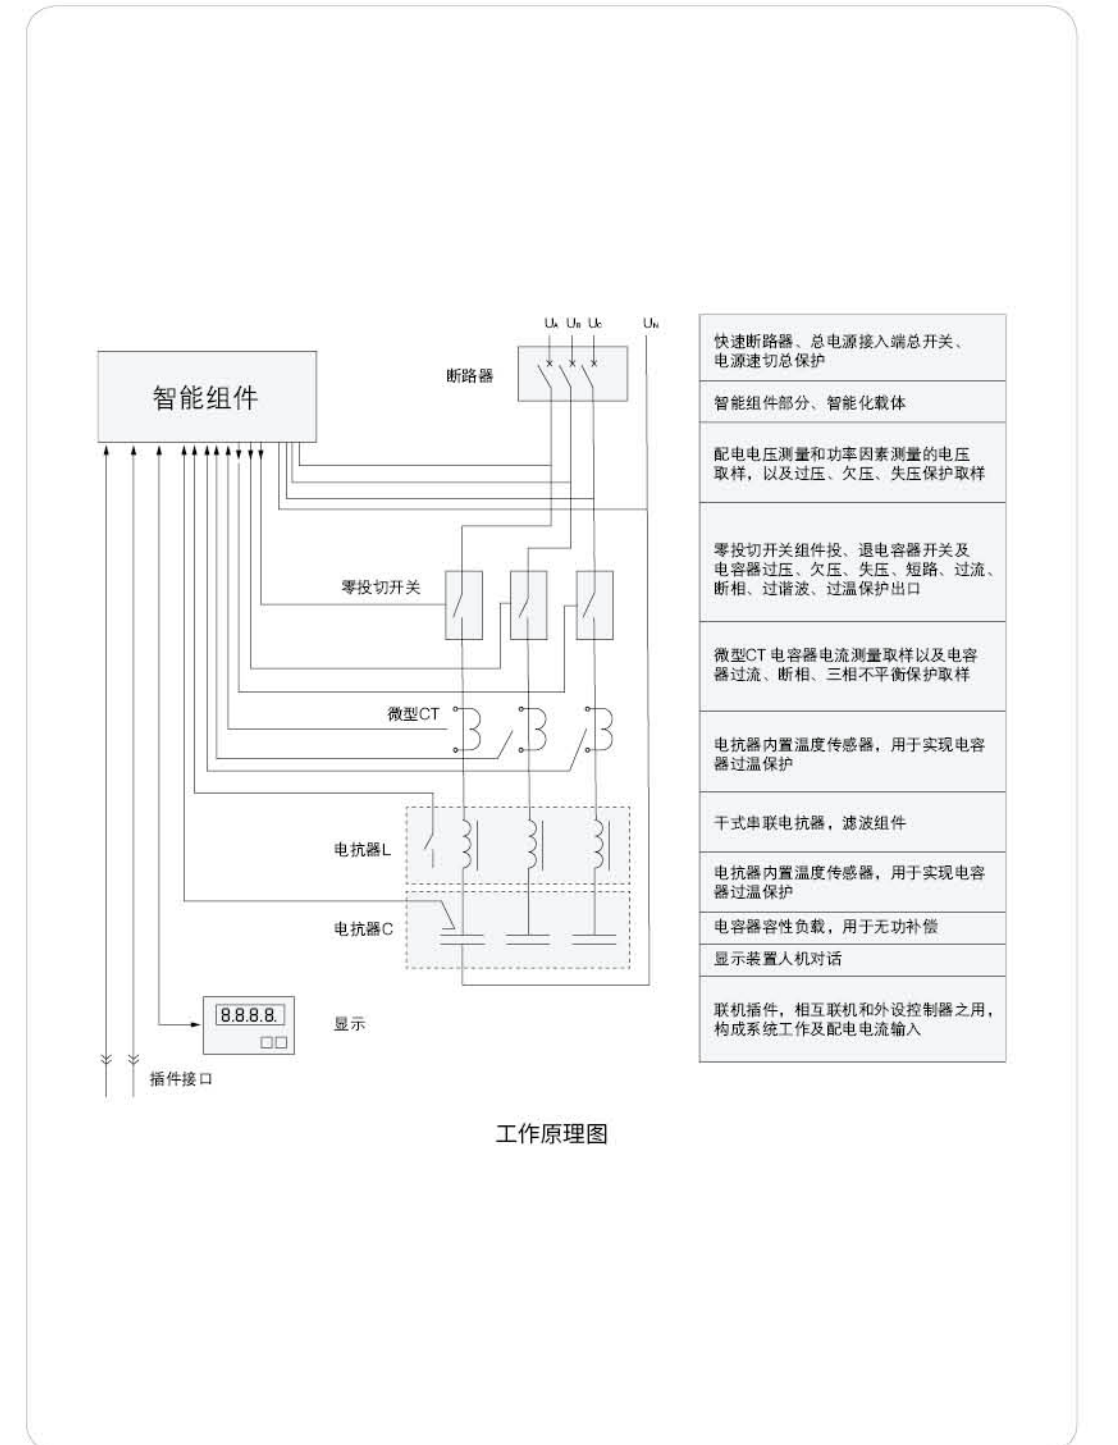 U_A U_B U_C U_N
断路器
智能组件
零投切开关
微型CT
电抗器L
电抗器C
8.8.8.8.
显示
插件接口
快速断路器、总电源接入端总开关、
电源速切总保护
智能组件部分、智能化载体
配电电压测量和功率因素测量的电压
取样，以及过压、欠压、失压保护取样
零投切开关组件投、退电容器开关及
电容器过压、欠压、失压、短路、过流、
断相、过谐波、过温保护出口
微型CT 电容器电流测量取样以及电容
器过流、断相、三相不平衡保护取样
电抗器内置温度传感器，用于实现电容
器过温保护
干式串联电抗器，滤波组件
电抗器内置温度传感器，用于实现电容
器过温保护
电容器容性负载，用于无功补偿
显示装置人机对话
联机插件，相互联机和外设控制器之用，
构成系统工作及配电电流输入
工作原理图